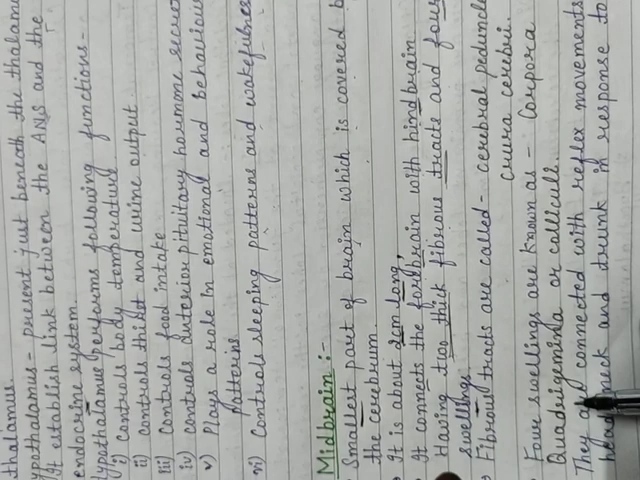 thalamus.
ypothalamus - present just beneath the thalamus
It establish link between the ANS and the
endocrine system.
ypothalamus performs following functions -
i) Controls body temperature
ii) controls thirst and urine output
iii) Controls food intake
iv) controls anterior pituitary hormone secret
v) Plays a role in emotional and behaviour
patterns
vi) Controls sleeping patterns and wakefulness
Midbrain :-
Smallest part of brain which is covered b
the cerebrum.
It is about 2cm long,
It connects the forebrain with hindbrain
Having two thick fibrous tracts and four
swellings
Fibrous tracts are called - cerebral peduncle
crura cerebri.
Four swellings are known as - Corpora
Quadrigemina or colliculi.
They are connected with reflex movements
head neck and trunk in response to